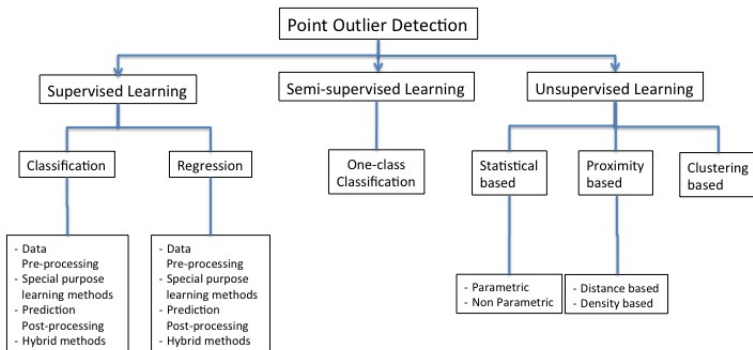 Point Outlier Detection
Supervised Learning
Semi-supervised Learning
Unsupervised Learning
Classification
Regression
One-class
Classification
Statistical
based
Proximity
based
Clustering
based
- Data
Pre-processing
- Special purpose
learning methods
- Prediction
Post-processing
- Hybrid methods
- Data
Pre-processing
- Special purpose
learning methods
- Prediction
Post-processing
- Hybrid methods
- Parametric
- Non Parametric
- Distance based
- Density based